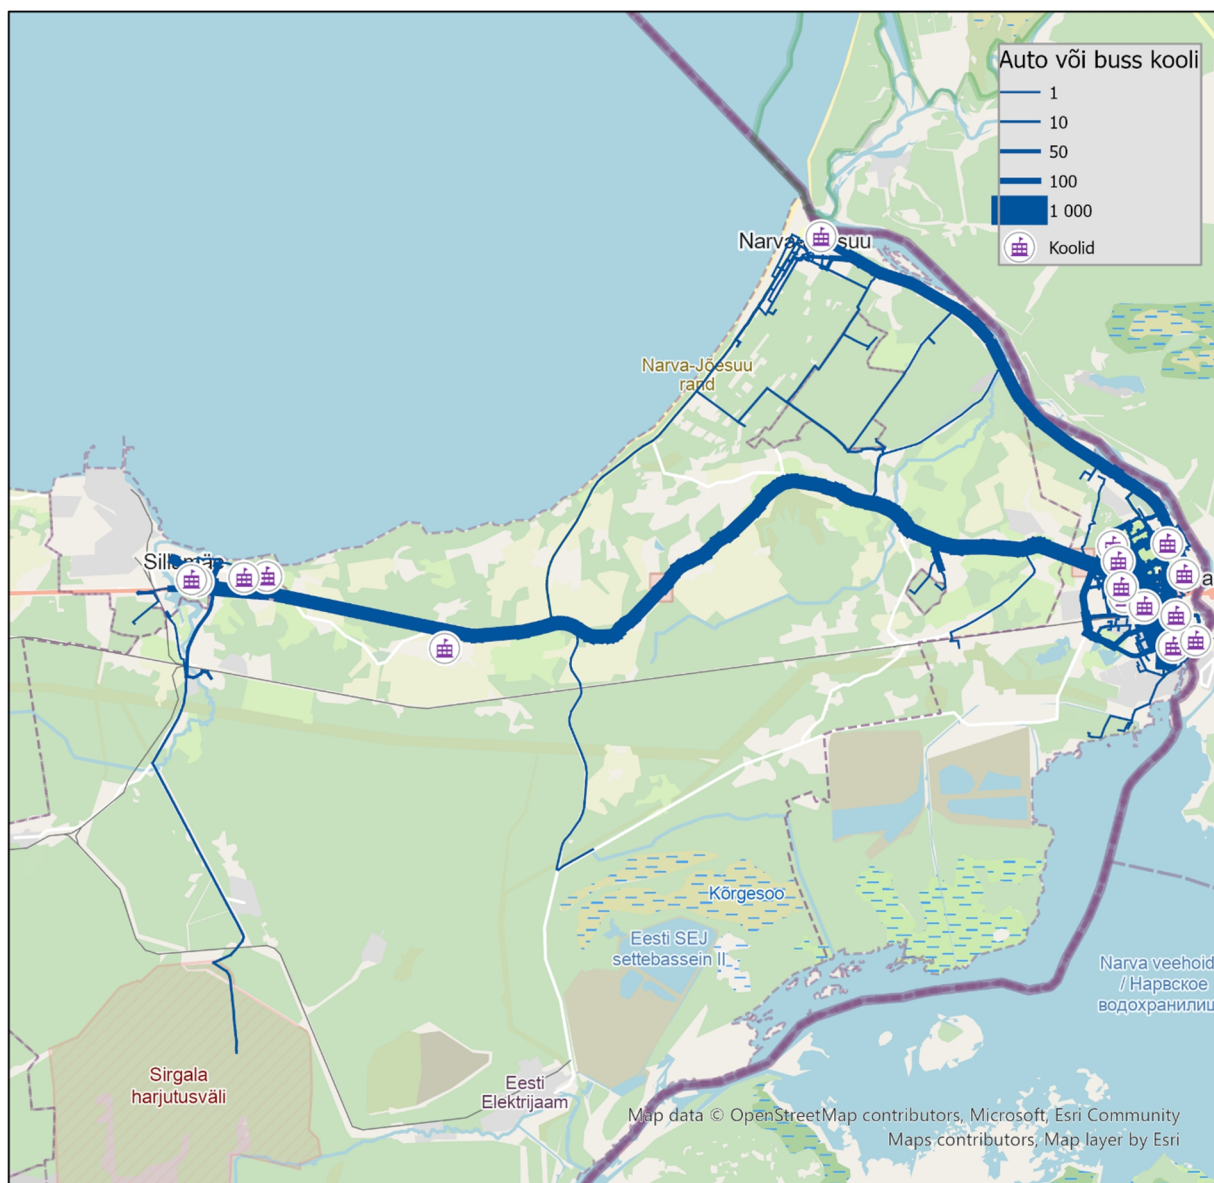 Auto või buss kooli
1
10
50
100
1 000
Koolid
Narva-Jõesuu
rand
Kõrgesoo
Eesti SEJ
settebassein II
Narva veehoid
/ Нарвское
водохранили
Sirgala
harjutusväli
Eesti
Elektrijaam
Map data © OpenStreetMap contributors, Microsoft, Esri Community
Maps contributors, Map layer by Esri